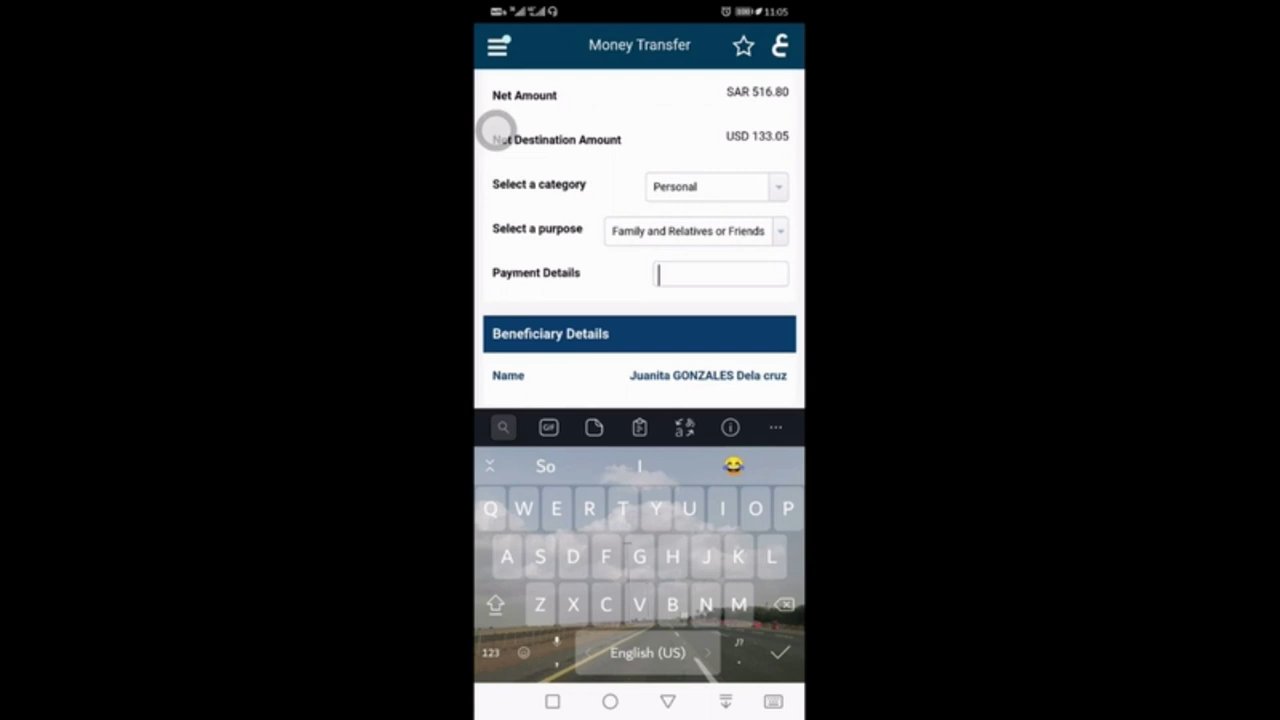 11:05
Money Transfer
ع
Net Amount
SAR 516.80
Net Destination Amount
USD 133.05
Select a category
Personal
Select a purpose
Family and Relatives or Friends
Payment Details
Beneficiary Details
Name
Juanita GONZALES Dela cruz
GIF
So I 😂
Q W E R T Y U I O P
A S D F G H J K L
Z X C V B N M
123
English (US)